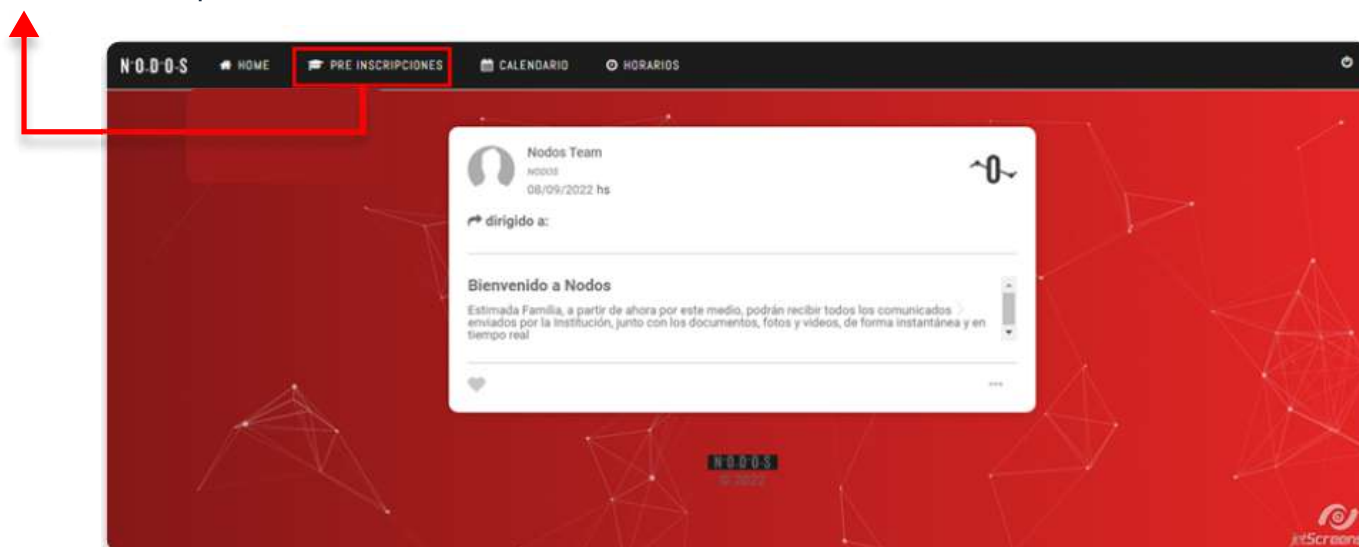 N·O·D·O·S HOME PRE INSCRIPCIONES CALENDARIO HORARIOS
Nodos Team
NODOS
08/09/2022 hs
dirigido a:
Bienvenido a Nodos
Estimada Familia, a partir de ahora por este medio, podrán recibir todos los comunicados
enviados por la Institución, junto con los documentos, fotos y videos, de forma instantánea y en
tiempo real
N·O·D·O·S
© 2022
jetScreens